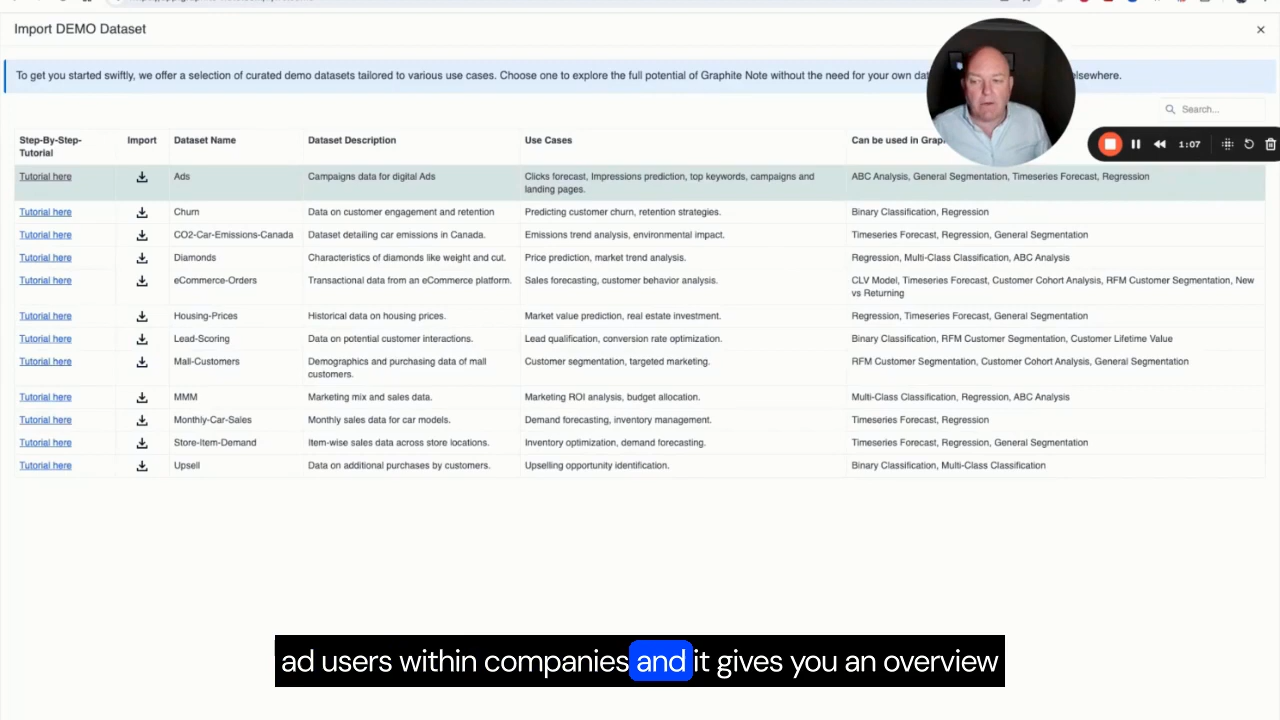 Import DEMO Dataset
To get you started swiftly, we offer a selection of curated demo datasets tailored to various use cases. Choose one to explore the full potential of Graphite Note without the need for your own dat elsewhere.
Search...
Step-By-Step-
Tutorial
Import Dataset Name Dataset Description Use Cases Can be used in Grap
1:07
Tutorial here Ads Campaigns data for digital Ads Clicks forecast, Impressions prediction, top keywords, campaigns and
landing pages.
ABC Analysis, General Segmentation, Timeseries Forecast, Regression
Tutorial here Churn Data on customer engagement and retention Predicting customer churn, retention strategies. Binary Classification, Regression
Tutorial here CO2-Car-Emissions-Canada Dataset detailing car emissions in Canada. Emissions trend analysis, environmental impact. Timeseries Forecast, Regression, General Segmentation
Tutorial here Diamonds Characteristics of diamonds like weight and cut. Price prediction, market trend analysis. Regression, Multi-Class Classification, ABC Analysis
Tutorial here eCommerce-Orders Transactional data from an eCommerce platform. Sales forecasting, customer behavior analysis. CLV Model, Timeseries Forecast, Customer Cohort Analysis, RFM Customer Segmentation, New
vs Returning
Tutorial here Housing-Prices Historical data on housing prices. Market value prediction, real estate investment. Regression, Timeseries Forecast, General Segmentation
Tutorial here Lead-Scoring Data on potential customer interactions. Lead qualification, conversion rate optimization. Binary Classification, RFM Customer Segmentation, Customer Lifetime Value
Tutorial here Mall-Customers Demographics and purchasing data of mall
customers.
Customer segmentation, targeted marketing. RFM Customer Segmentation, Customer Cohort Analysis, General Segmentation
Tutorial here MMM Marketing mix and sales data. Marketing ROI analysis, budget allocation. Multi-Class Classification, Regression, ABC Analysis
Tutorial here Monthly-Car-Sales Monthly sales data for car models. Demand forecasting, inventory management. Timeseries Forecast, Regression
Tutorial here Store-Item-Demand Item-wise sales data across store locations. Inventory optimization, demand forecasting. Timeseries Forecast, Regression, General Segmentation
Tutorial here Upsell Data on additional purchases by customers. Upselling opportunity identification. Binary Classification, Multi-Class Classification
ad users within companies and it gives you an overview